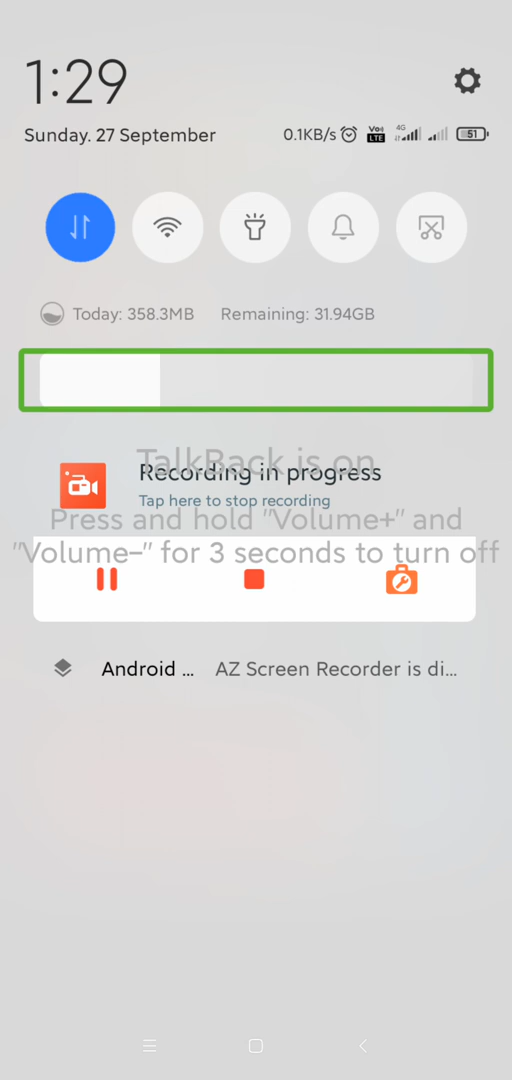 1:29
Sunday. 27 September
0.1KB/s
Vo))
LTE
4G
51
Today: 358.3MB
Remaining: 31.94GB
TalkBack is on
Recording in progress
Tap here to stop recording
Press and hold "Volume+" and
"Volume-" for 3 seconds to turn off
Android ...
AZ Screen Recorder is di...